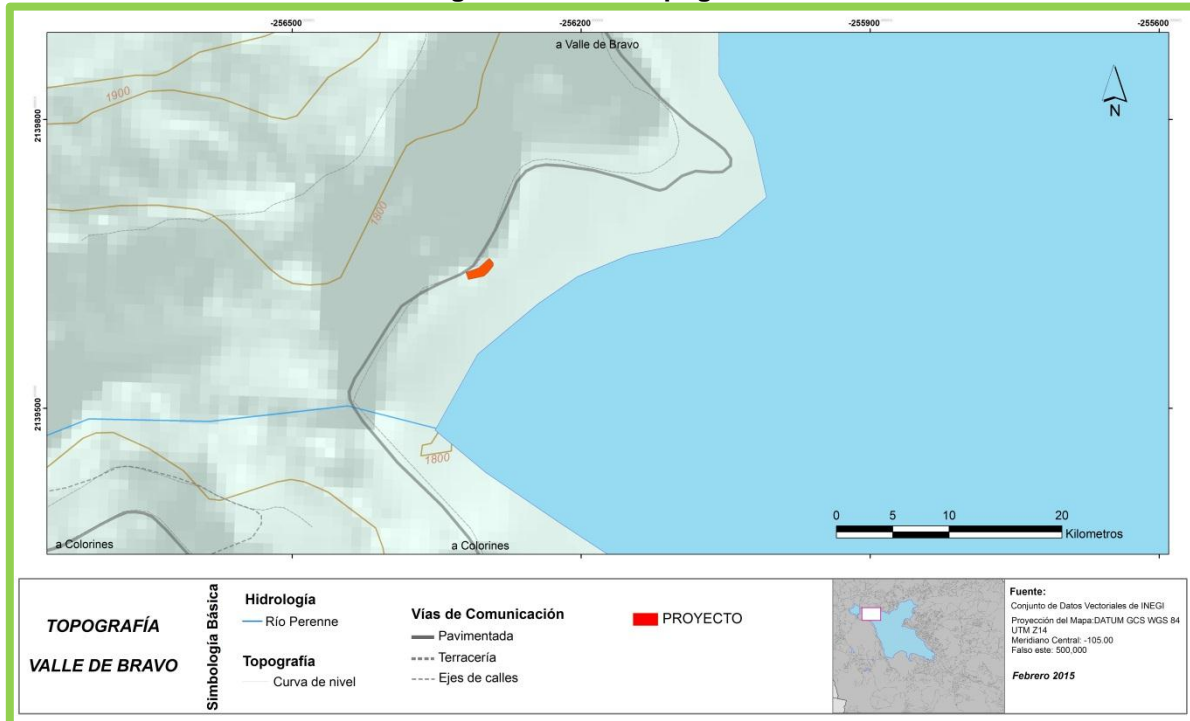 -256500
-256200
-255900
-255600
a Valle de Bravo
N
1900
2139800
1800
2139500
1800
a Colorines
a Colorines
0 5 10 20
Kilometros
TOPOGRAFÍA
VALLE DE BRAVO
Simbología Básica
Hidrología
Río Perenne
Topografía
Curva de nivel
Vías de Comunicación
Pavimentada
Terracería
Ejes de calles
PROYECTO
Fuente:
Conjunto de Datos Vectoriales de INEGI
Proyección del Mapa:DATUM GCS WGS 84
UTM Z14
Meridiano Central: -105.00
Falso este: 500,000
Febrero 2015